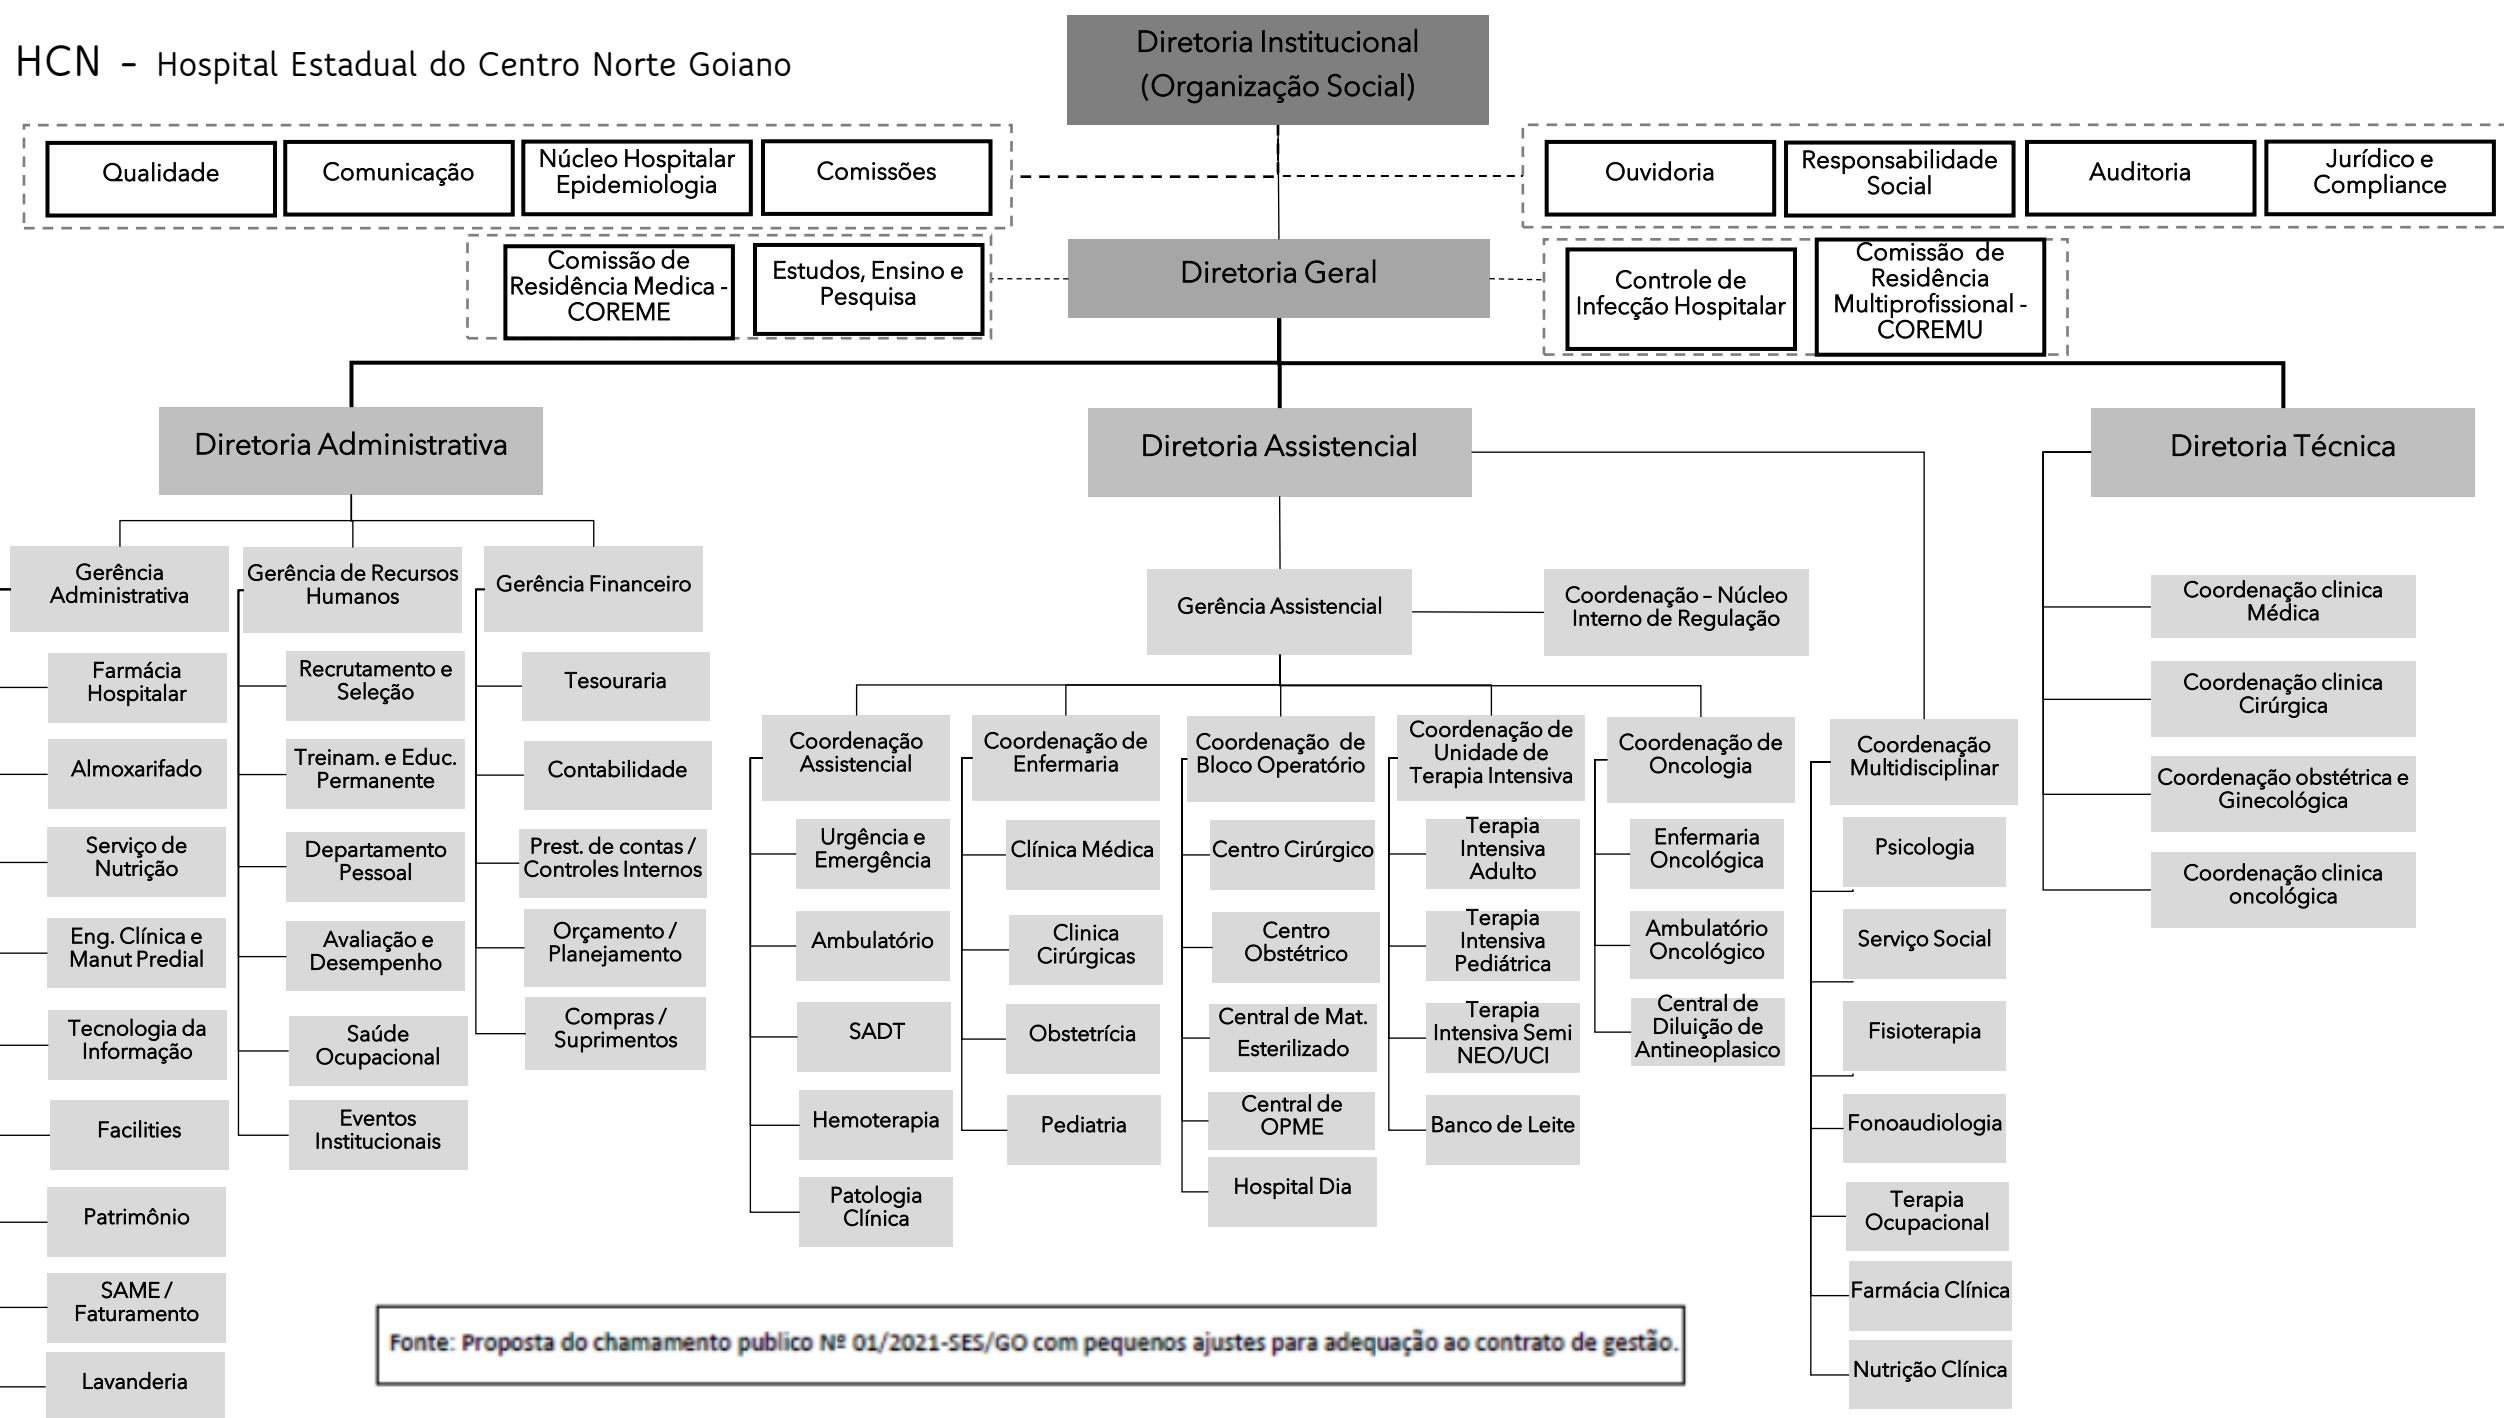 Diretoria Institucional
(Organização Social)
HCN - Hospital Estadual do Centro Norte Goiano
Qualidade
Comunicação
Núcleo Hospitalar
Epidemiologia
Comissões
Ouvidoria
Responsabilidade
Social
Auditoria
Jurídico e
Compliance
Comissão de
Residência Medica -
COREME
Estudos, Ensino e
Pesquisa
Diretoria Geral
Controle de
Infecção Hospitalar
Comissão de
Residência
Multiprofissional -
COREMU
Diretoria Administrativa
Diretoria Assistencial
Diretoria Técnica
Gerência
Administrativa
Gerência de Recursos
Humanos
Gerência Financeiro
Gerência Assistencial
Coordenação – Núcleo
Interno de Regulação
Farmácia
Hospitalar
Almoxarifado
Serviço de
Nutrição
Eng. Clínica e
Manut Predial
Tecnologia da
Informação
Facilities
Patrimônio
SAME /
Faturamento
Lavanderia
Recrutamento e
Seleção
Treinam. e Educ.
Permanente
Departamento
Pessoal
Avaliação e
Desempenho
Saúde
Ocupacional
Eventos
Institucionais
Tesouraria
Contabilidade
Prest. de contas /
Controles Internos
Orçamento /
Planejamento
Compras /
Suprimentos
Coordenação
Assistencial
Urgência e
Emergência
Ambulatório
SADT
Hemoterapia
Patologia
Clínica
Coordenação de
Enfermaria
Clínica Médica
Clinica
Cirúrgicas
Obstetrícia
Pediatria
Coordenação de
Bloco Operatório
Centro Cirúrgico
Centro
Obstétrico
Central de Mat.
Esterilizado
Central de
OPME
Hospital Dia
Coordenação de
Unidade de
Terapia Intensiva
Terapia
Intensiva
Adulto
Terapia
Intensiva
Pediátrica
Terapia
Intensiva Semi
NEO/UCI
Banco de Leite
Coordenação de
Oncologia
Enfermaria
Oncológica
Ambulatório
Oncológico
Central de
Diluição de
Antineoplasico
Coordenação
Multidisciplinar
Psicologia
Serviço Social
Fisioterapia
Fonoaudiologia
Terapia
Ocupacional
Farmácia Clínica
Nutrição Clínica
Coordenação clinica
Médica
Coordenação clinica
Cirúrgica
Coordenação obstétrica e
Ginecológica
Coordenação clinica
oncológica
Fonte: Proposta do chamamento publico Nº 01/2021-SES/GO com pequenos ajustes para adequação ao contrato de gestão.